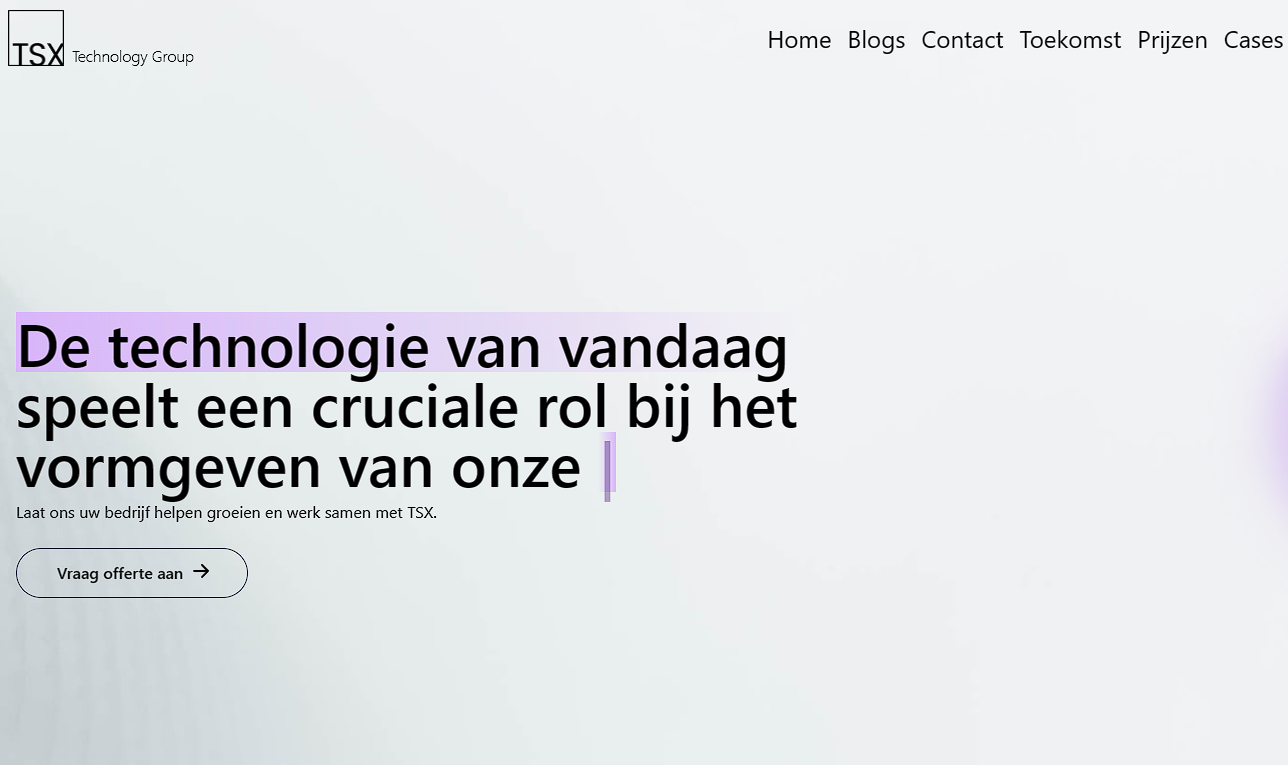 TSX Technology Group
Home Blogs Contact Toekomst Prijzen Cases
De technologie van vandaag
speelt een cruciale rol bij het
vormgeven van onze
Laat ons uw bedrijf helpen groeien en werk samen met TSX.
Vraag offerte aan